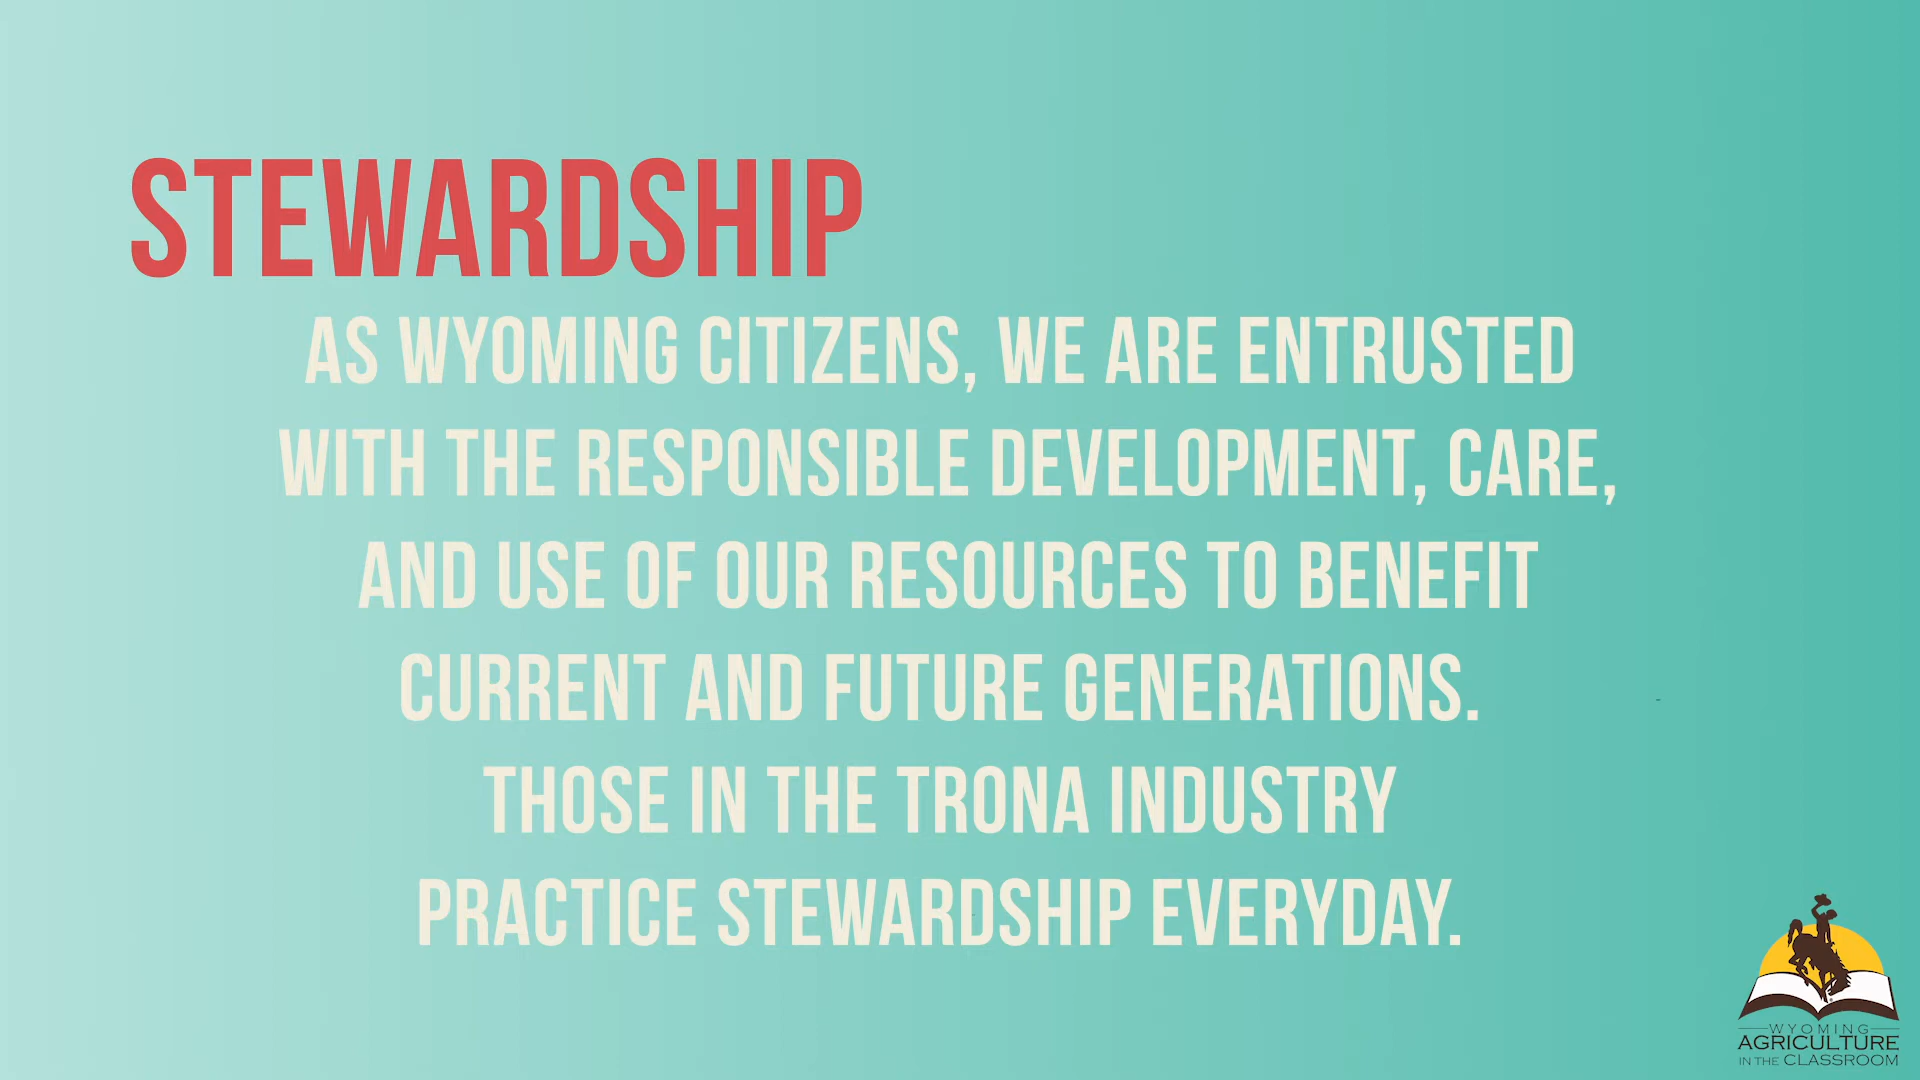 STEWARDSHIP
AS WYOMING CITIZENS, WE ARE ENTRUSTED
WITH THE RESPONSIBLE DEVELOPMENT, CARE,
AND USE OF OUR RESOURCES TO BENEFIT
CURRENT AND FUTURE GENERATIONS.
THOSE IN THE TRONA INDUSTRY
PRACTICE STEWARDSHIP EVERYDAY.
WYOMING
AGRICULTURE
IN THE CLASSROOM